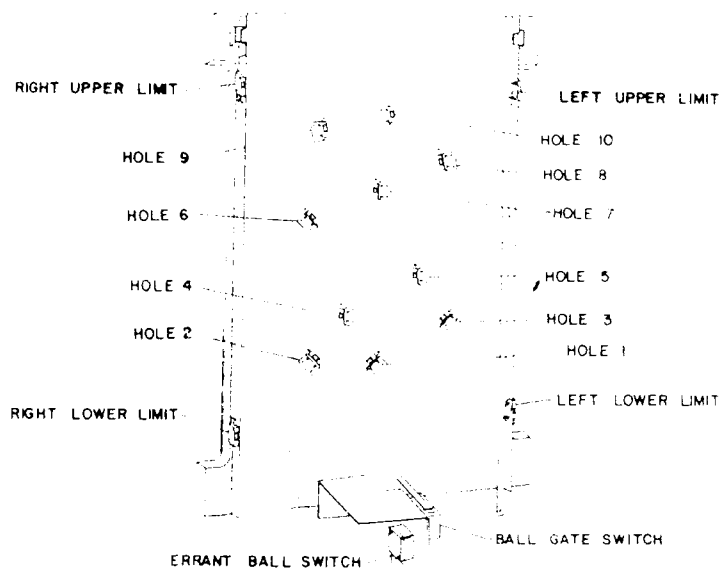 RIGHT UPPER LIMIT
LEFT UPPER LIMIT
HOLE 10
HOLE 9
HOLE 8
HOLE 6
HOLE 7
HOLE 5
HOLE 4
HOLE 3
HOLE 2
HOLE 1
RIGHT LOWER LIMIT
LEFT LOWER LIMIT
BALL GATE SWITCH
ERRANT BALL SWITCH